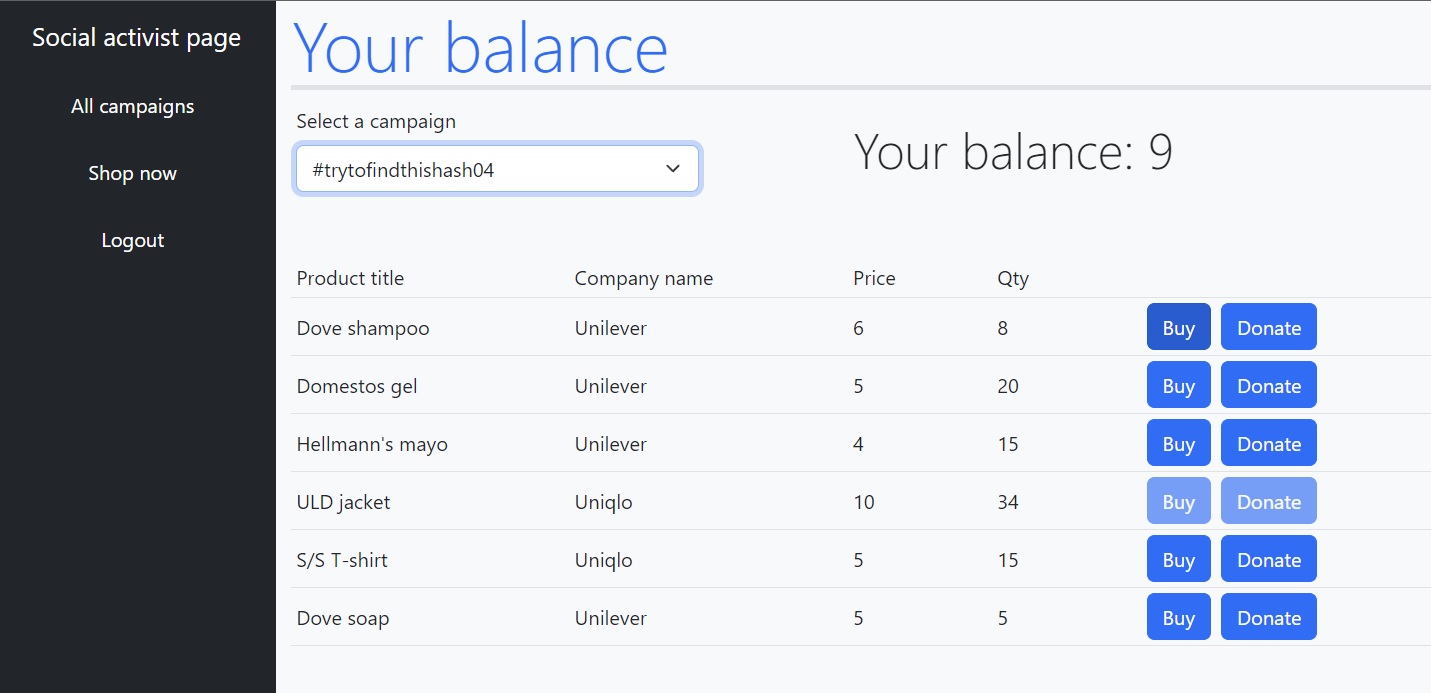 Social activist page
All campaigns
Shop now
Logout
Your balance
Select a campaign
#trytofindthishash04
Your balance: 9
Product title Company name Price Qty
Dove shampoo Unilever 6 8 Buy Donate
Domestos gel Unilever 5 20 Buy Donate
Hellmann's mayo Unilever 4 15 Buy Donate
ULD jacket Uniqlo 10 34 Buy Donate
S/S T-shirt Uniqlo 5 15 Buy Donate
Dove soap Unilever 5 5 Buy Donate